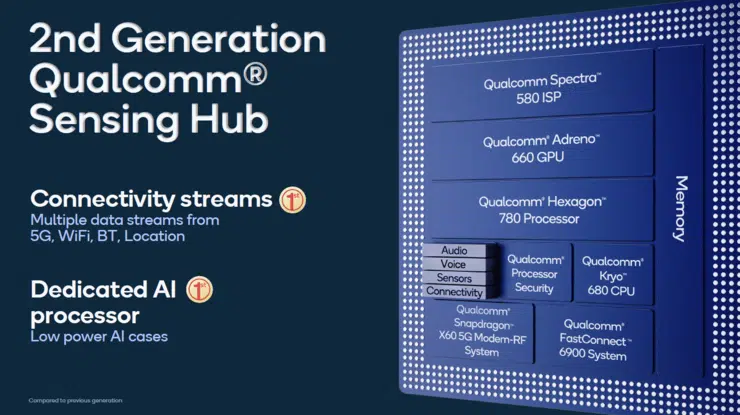 2nd Generation
Qualcomm®
Sensing Hub
Connectivity streams 1st
Multiple data streams from
5G, WiFi, BT, Location
Dedicated AI 1st
processor
Low power AI cases
Compared to previous generation
Qualcomm Spectra™
580 ISP
Qualcomm® Adreno™
660 GPU
Qualcomm® Hexagon™
780 Processor
Audio
Voice
Sensors
Connectivity
Qualcomm®
Processor
Security
Qualcomm®
Kryo™
680 CPU
Qualcomm®
Snapdragon™
X60 5G Modem-RF
System
Qualcomm®
FastConnect™
6900 System
Memory